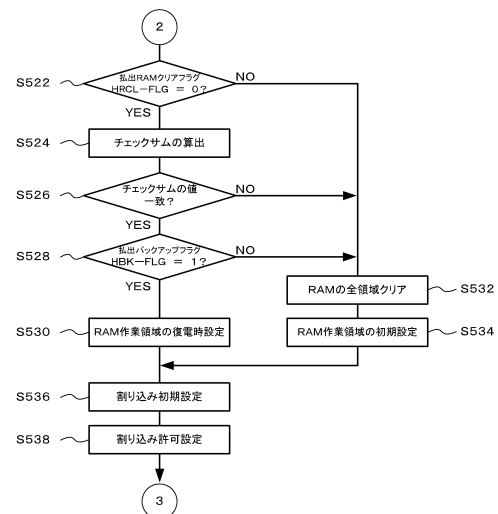 2
S522
払出RAMクリアフラグ
HRCL-FLG = 0?
NO
YES
S524
チェックサムの算出
S526
チェックサムの値
一致?
NO
YES
S528
払出バックアップフラグ
HBK-FLG = 1?
NO
YES
RAMの全領域クリア
S532
S530
RAM作業領域の復電時設定
RAM作業領域の初期設定
S534
S536
割り込み初期設定
S538
割り込み許可設定
3